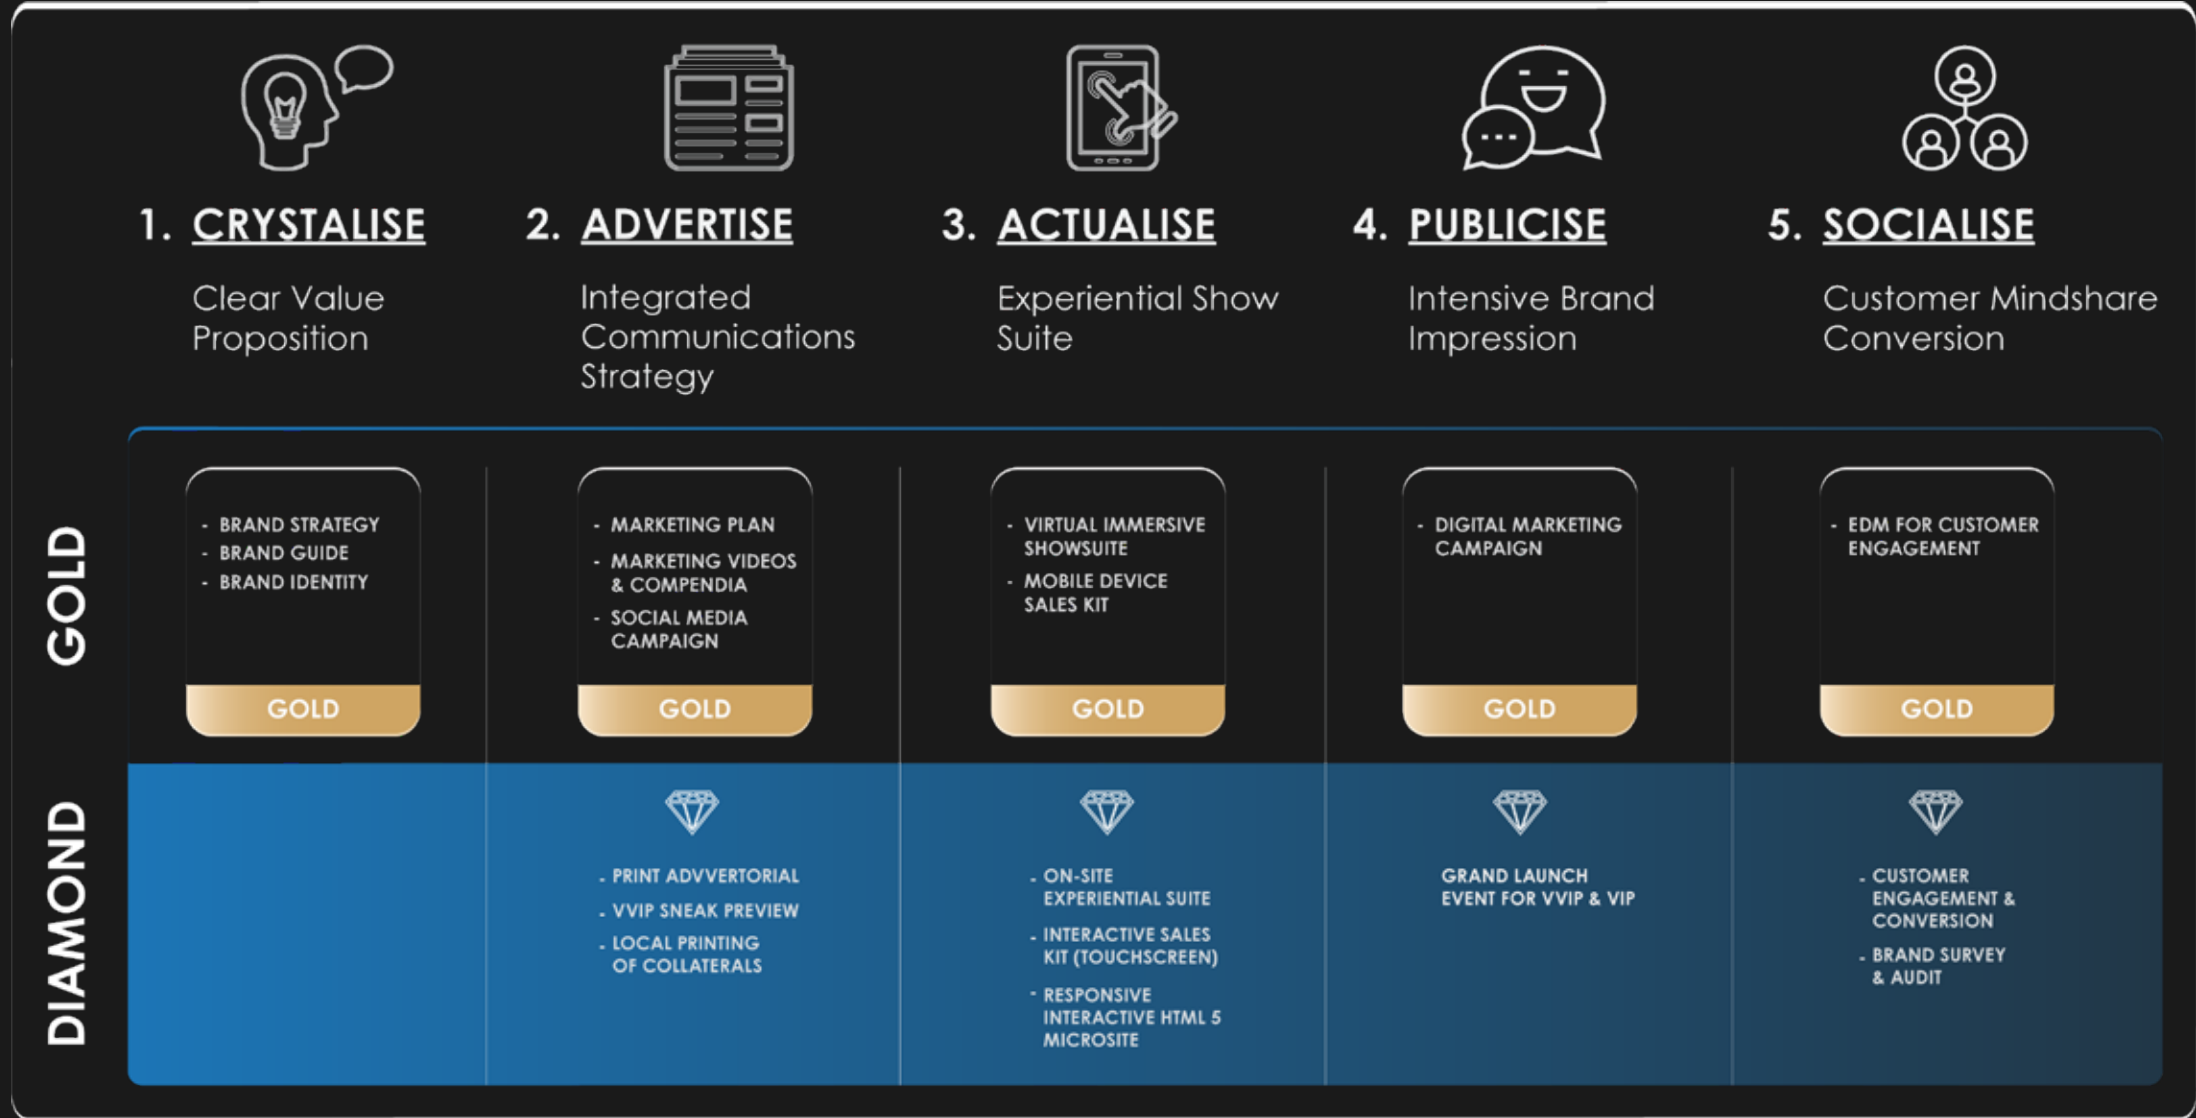 1. CRYSTALISE
Clear Value
Proposition
2. ADVERTISE
Integrated
Communications
Strategy
3. ACTUALISE
Experiential Show
Suite
4. PUBLICISE
Intensive Brand
Impression
5. SOCIALISE
Customer Mindshare
Conversion
GOLD
- BRAND STRATEGY
- BRAND GUIDE
- BRAND IDENTITY
GOLD
- MARKETING PLAN
- MARKETING VIDEOS
& COMPENDIA
- SOCIAL MEDIA
CAMPAIGN
GOLD
- VIRTUAL IMMERSIVE
SHOWSUITE
- MOBILE DEVICE
SALES KIT
GOLD
- DIGITAL MARKETING
CAMPAIGN
GOLD
- EDM FOR CUSTOMER
ENGAGEMENT
GOLD
DIAMOND
- PRINT ADVVERTORIAL
- VVIP SNEAK PREVIEW
- LOCAL PRINTING
OF COLLATERALS
- ON-SITE
EXPERIENTIAL SUITE
- INTERACTIVE SALES
KIT (TOUCHSCREEN)
- RESPONSIVE
INTERACTIVE HTML 5
MICROSITE
GRAND LAUNCH
EVENT FOR VVIP & VIP
- CUSTOMER
ENGAGEMENT &
CONVERSION
- BRAND SURVEY
& AUDIT